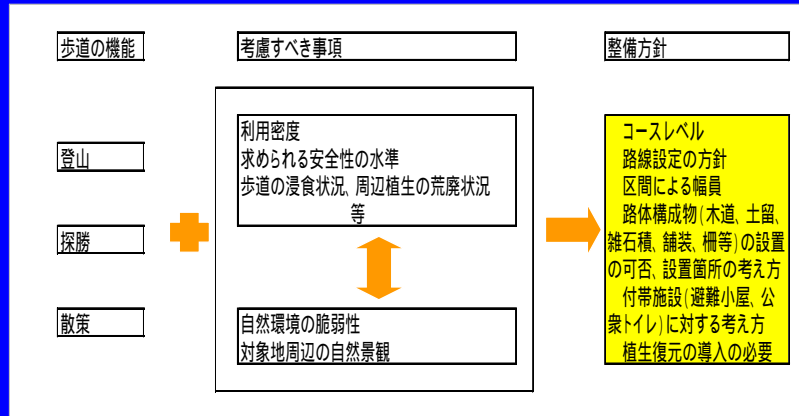 歩道の機能
考慮すべき事項
整備方針
登山
探勝
散策
利用密度
求められる安全性の水準
歩道の浸食状況、周辺植生の荒廃状況
等
自然環境の脆弱性
対象地周辺の自然景観
コースレベル
路線設定の方針
区間による幅員
路体構成物(木道、土留、
雑石積、舗装、柵等)の設置
の可否、設置箇所の考え方
付帯施設(避難小屋、公
衆トイレ)に対する考え方
植生復元の導入の必要